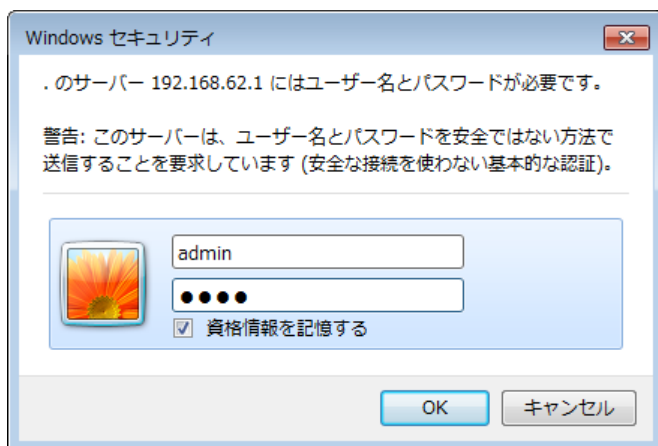 Windows セキュリティ
. のサーバー 192.168.62.1 にはユーザー名とパスワードが必要です。
警告: このサーバーは、ユーザー名とパスワードを安全ではない方法で
送信することを要求しています (安全な接続を使わない基本的な認証)。
admin
●●●●
資格情報を記憶する
OK
キャンセル